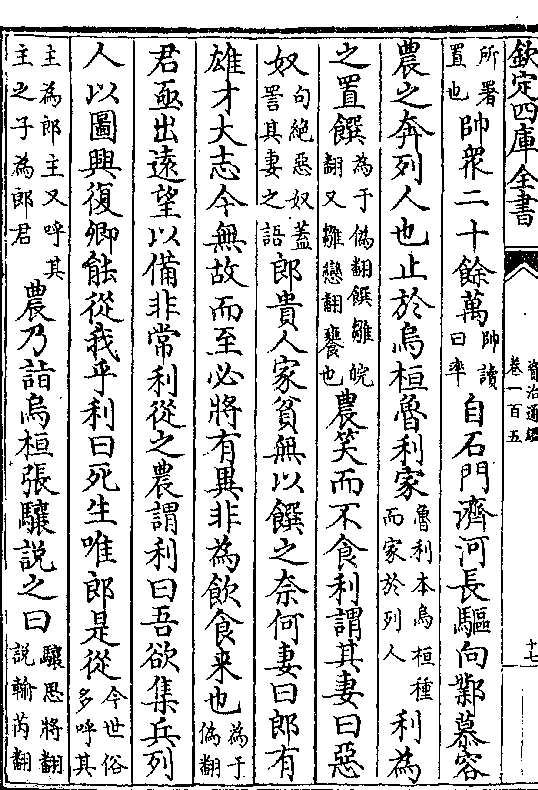 欽定四庫全書
資治通鑑
卷一百五
十七
所署置也帥衆二十餘萬帥讀曰率自石門濟河長驅向鄴慕容
農之奔列人也止於烏桓魯利家魯利本烏桓種而家於列人利為
之置饌為于偽翻饌雛皖翻又雛戀翻饔也農笑而不食利謂其妻曰惡
奴句絕惡奴蓋詈其妻之語郎貴人家貧無以饌之奈何妻曰郎有
雄才大志今無故而至必將有異非為飲食來也為于偽翻
君亟出遠望以備非常利從之農謂利曰吾欲集兵列
人以圖興復卿能從我乎利曰死生唯郎是從今世俗多呼其
主為郎主又呼其主之子為郎君農乃詣烏桓張驤說之曰驤思將翻說輸芮翻